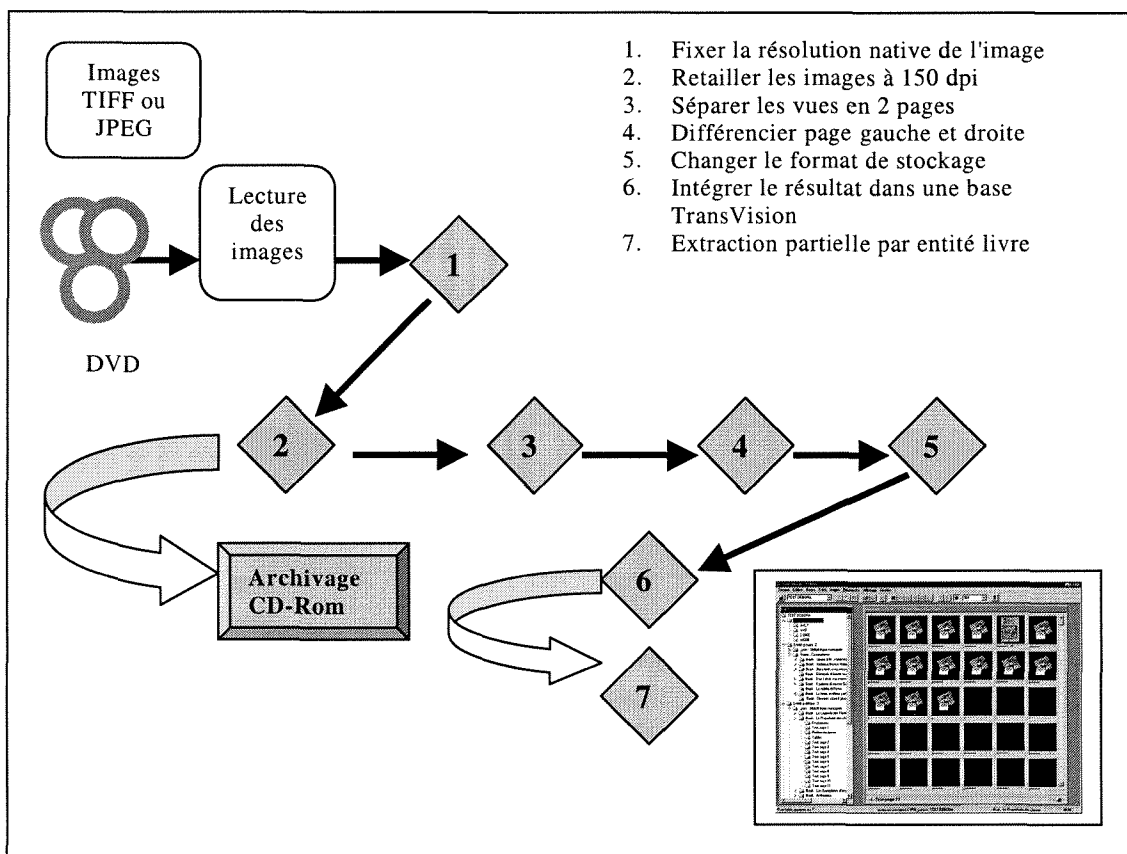 Images
TIFF ou
JPEG
Lecture
des
images
DVD
1. Fixer la résolution native de l'image
2. Retailler les images à 150 dpi
3. Séparer les vues en 2 pages
4. Différencier page gauche et droite
5. Changer le format de stockage
6. Intégrer le résultat dans une base
TransVision
7. Extraction partielle par entité livre
1
2
3
4
5
Archivage
CD-Rom
6
7